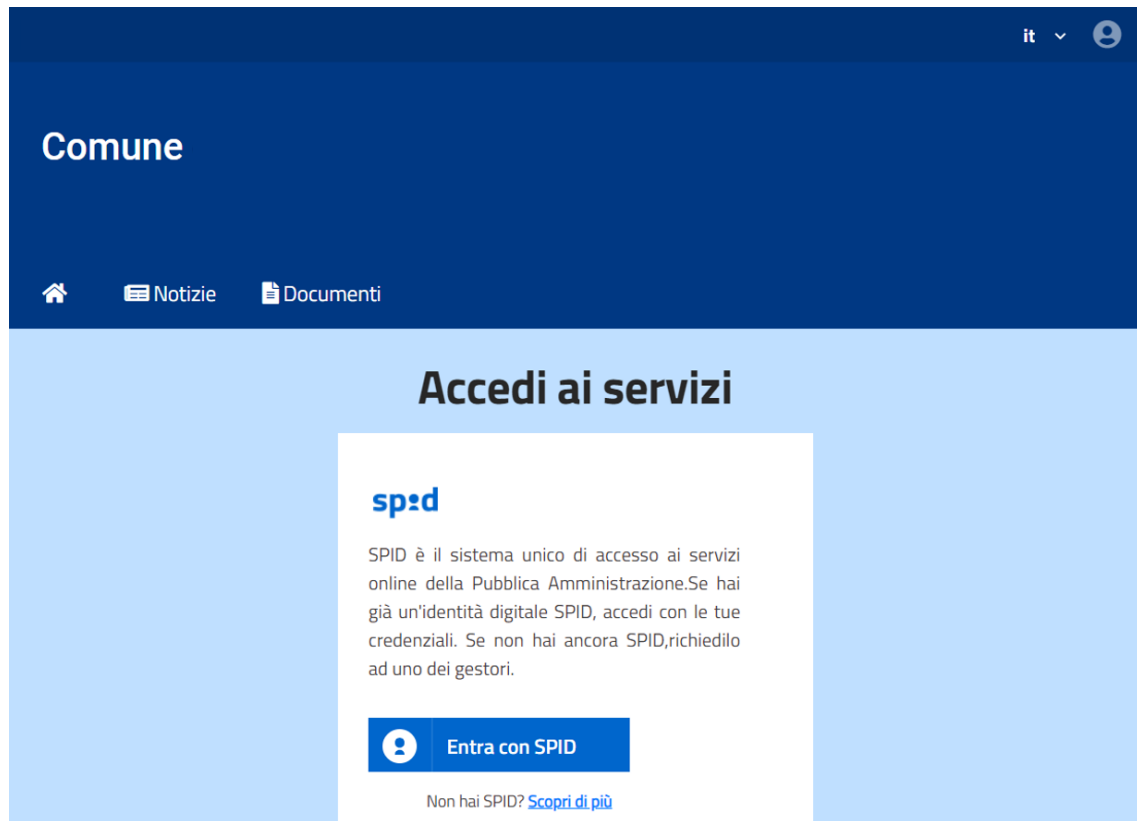 it
Comune
Notizie Documenti
Accedi ai servizi
spid
SPID è il sistema unico di accesso ai servizi
online della Pubblica Amministrazione.Se hai
già un'identità digitale SPID, accedi con le tue
credenziali. Se non hai ancora SPID,richiedilo
ad uno dei gestori.
Entra con SPID
Non hai SPID? Scopri di più